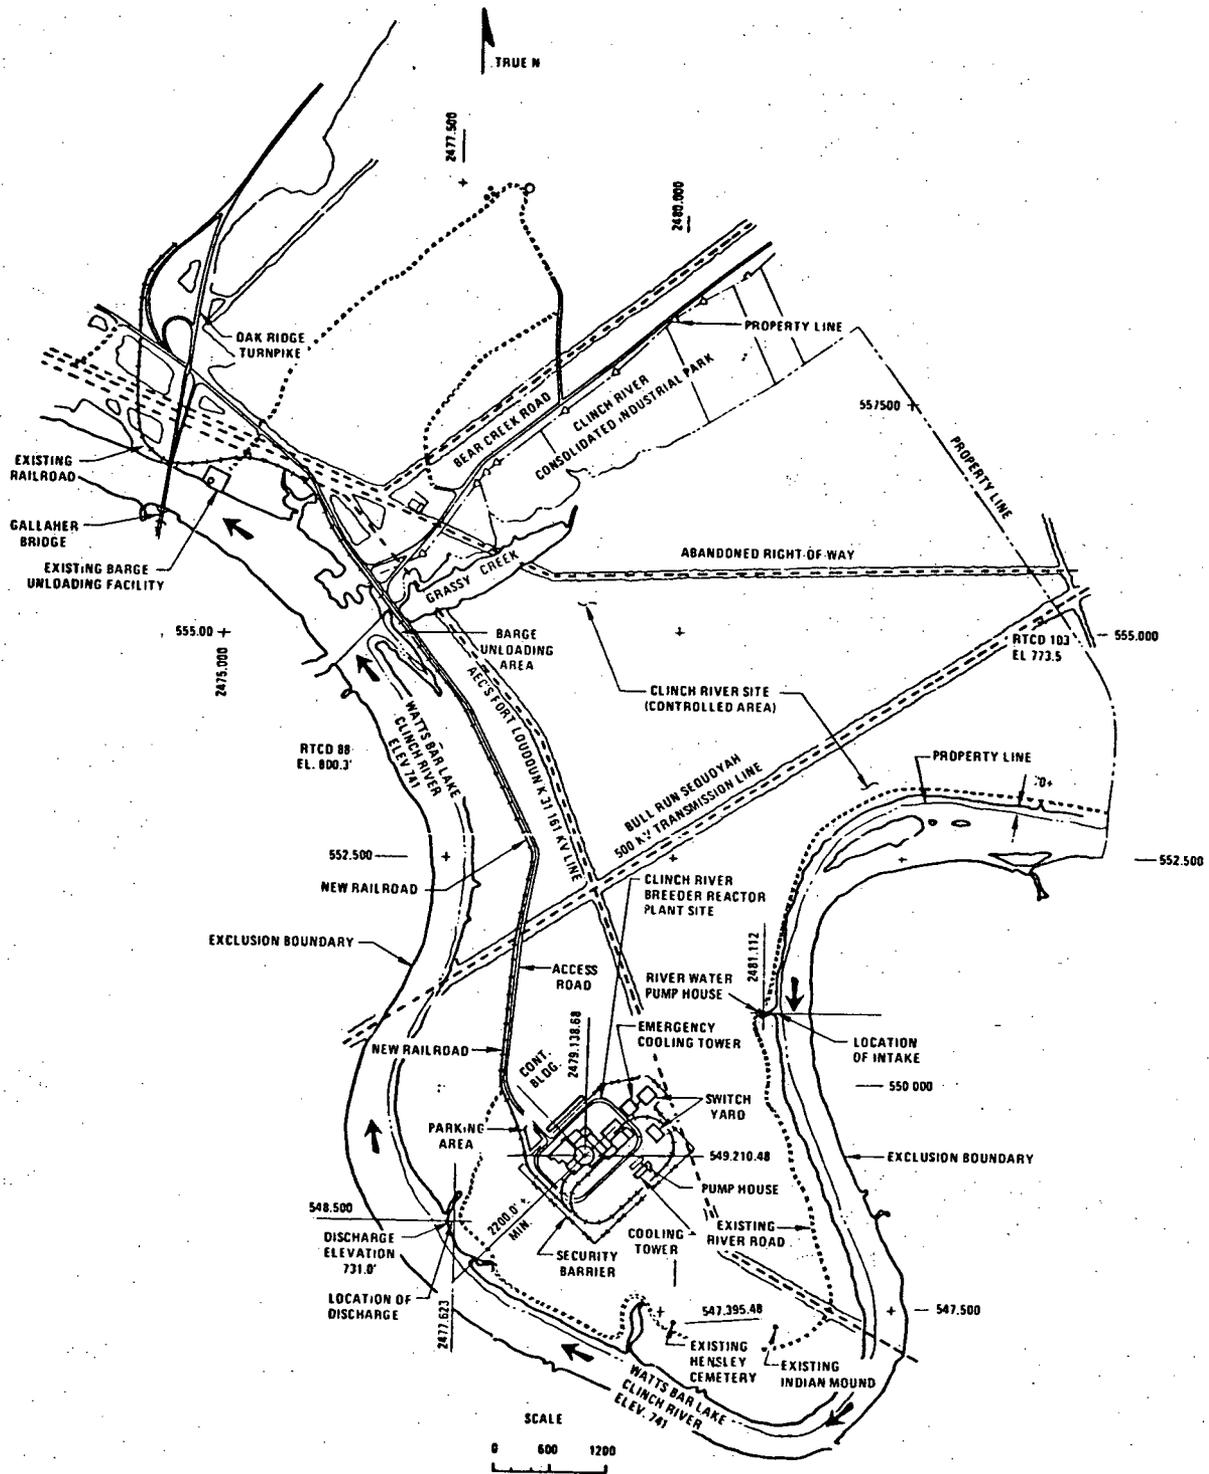 TRUE N
2477.500
2480.000
OAK RIDGE
TURNPIKE
PROPERTY LINE
CLINCH RIVER
CONSOLIDATED INDUSTRIAL PARK
BEAR CREEK ROAD
557500
PROPERTY LINE
EXISTING
RAILROAD
GALLAHER
BRIDGE
EXISTING BARGE
UNLOADING FACILITY
GRASSY CREEK
ABANDONED RIGHT-OF-WAY
555.00
2475.000
BARGE
UNLOADING
AREA
RTCD 103
EL 773.5
555.000
CLINCH RIVER SITE
(CONTROLLED AREA)
AEC'S FORT LOUDOUN K 31 161 KV LINE
WATTS BAR LAKE
CLINCH RIVER
ELEV 741
RTCD 88
EL. 800.3'
PROPERTY LINE
BULL RUN SEQUOYAH
500 KV TRANSMISSION LINE
552.500
552.500
NEW RAILROAD
CLINCH RIVER
BREEDER REACTOR
PLANT SITE
EXCLUSION BOUNDARY
2481.112
ACCESS
ROAD
RIVER WATER
PUMP HOUSE
EMERGENCY
COOLING TOWER
LOCATION
OF INTAKE
NEW RAILROAD
CONT.
BLDG.
2479.138.68
550 000
SWITCH
YARD
PARKING
AREA
549.210.48
EXCLUSION BOUNDARY
PUMP HOUSE
548.500
2200.0' ±
MIN.
DISCHARGE
ELEVATION
731.0'
SECURITY
BARRIER
COOLING
TOWER
EXISTING
RIVER ROAD
LOCATION OF
DISCHARGE
2477.623
547.395.48
547.500
EXISTING
HENSLEY
CEMETERY
EXISTING
INDIAN MOUND
WATTS BAR LAKE
CLINCH RIVER
ELEV. 741
SCALE
0 600 1200